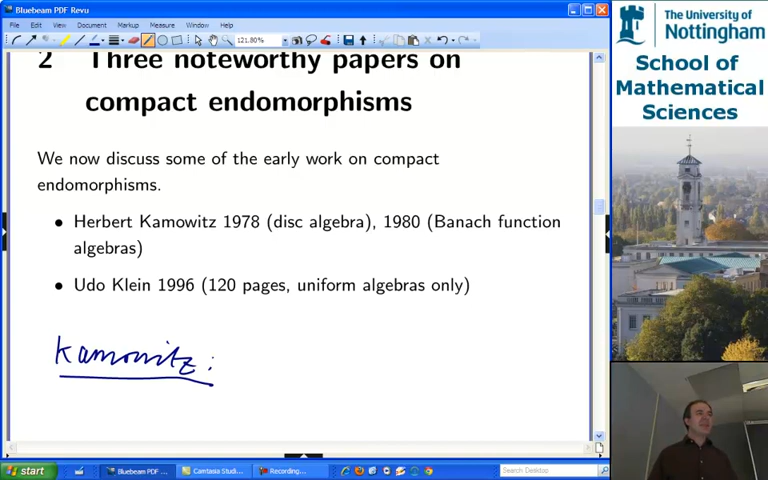 Bluebeam PDF Revu
File Edit View Document Markup Measure Window Help
121.80%
2 Three noteworthy papers on
compact endomorphisms
We now discuss some of the early work on compact
endomorphisms.
• Herbert Kamowitz 1978 (disc algebra), 1980 (Banach function
algebras)
• Udo Klein 1996 (120 pages, uniform algebras only)
Kamowitz:
The University of
Nottingham
School of
Mathematical
Sciences
start
Bluebeam PDF ...
Camtasia Studi...
Recording...
Search Desktop